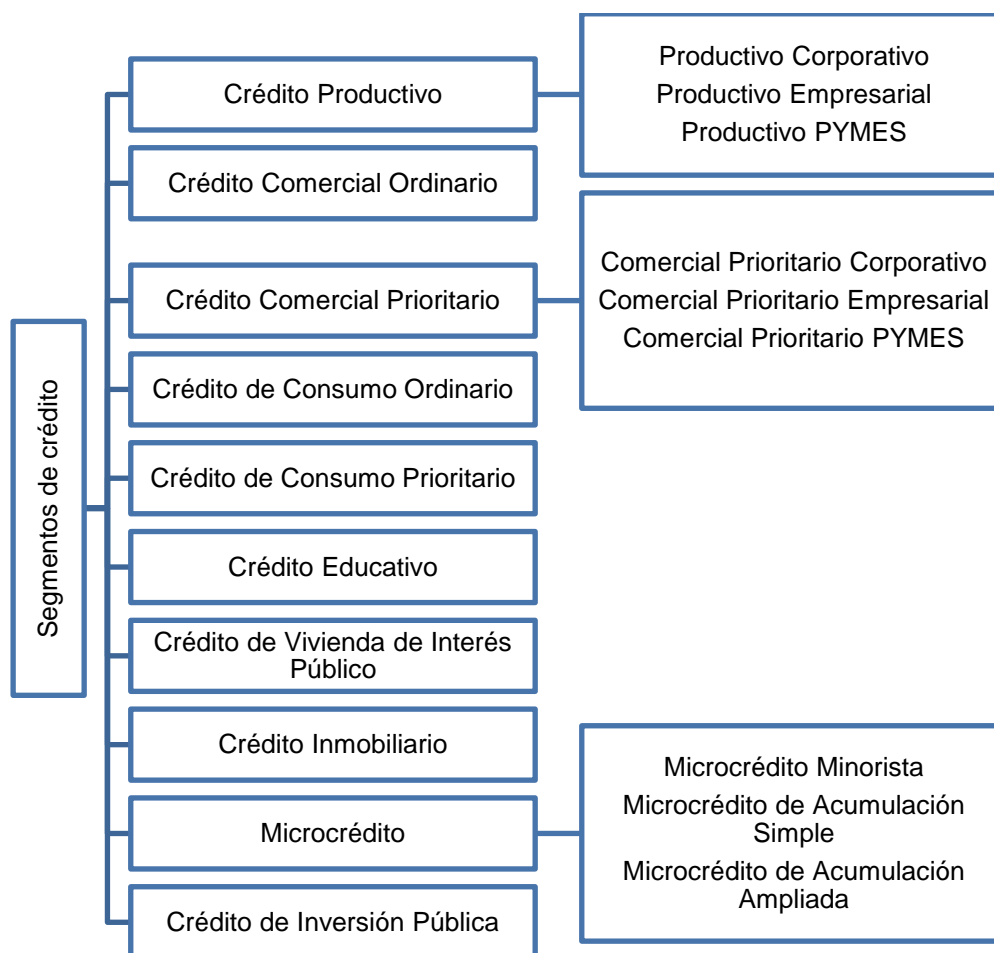 Segmentos de crédito
Crédito Productivo
Productivo Corporativo
Productivo Empresarial
Productivo PYMES
Crédito Comercial Ordinario
Crédito Comercial Prioritario
Comercial Prioritario Corporativo
Comercial Prioritario Empresarial
Comercial Prioritario PYMES
Crédito de Consumo Ordinario
Crédito de Consumo Prioritario
Crédito Educativo
Crédito de Vivienda de Interés
Público
Crédito Inmobiliario
Microcrédito
Microcrédito Minorista
Microcrédito de Acumulación
Simple
Microcrédito de Acumulación
Ampliada
Crédito de Inversión Pública